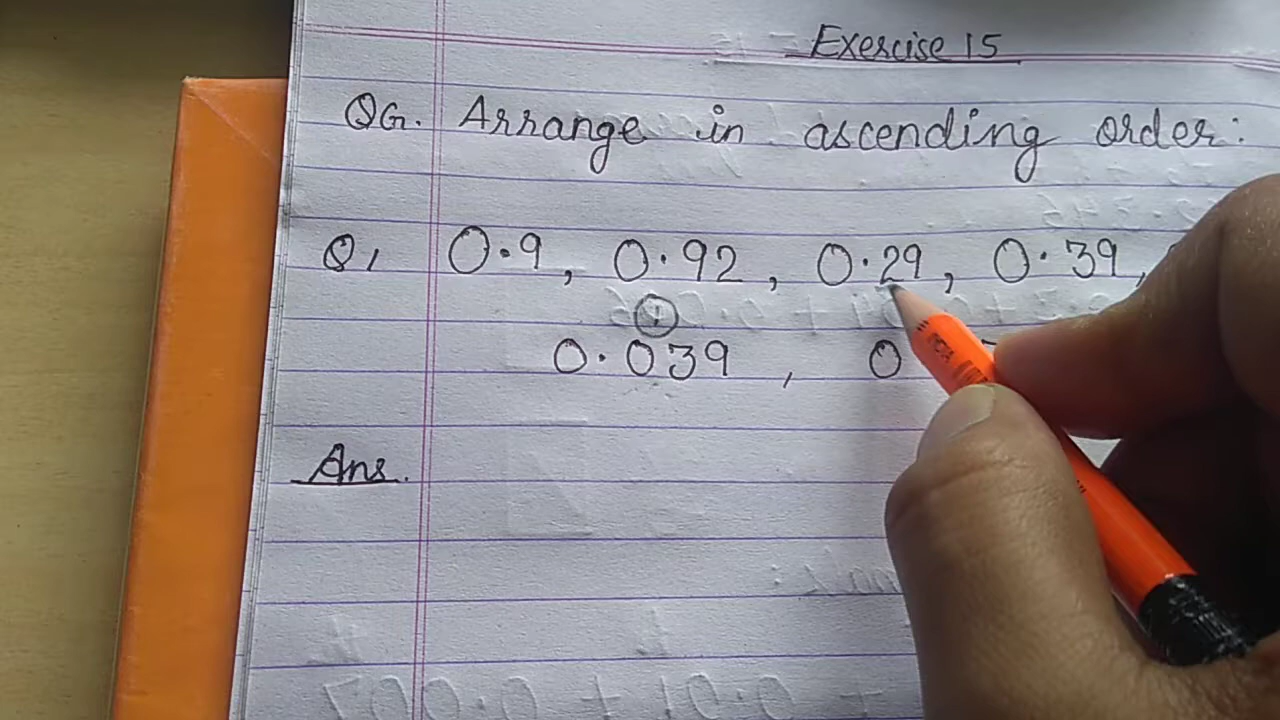 Exercise 15
Q6. Arrange in ascending order:
Q1 0.9, 0.92, 0.29, 0.39,
①
0.039, 0
Ans.